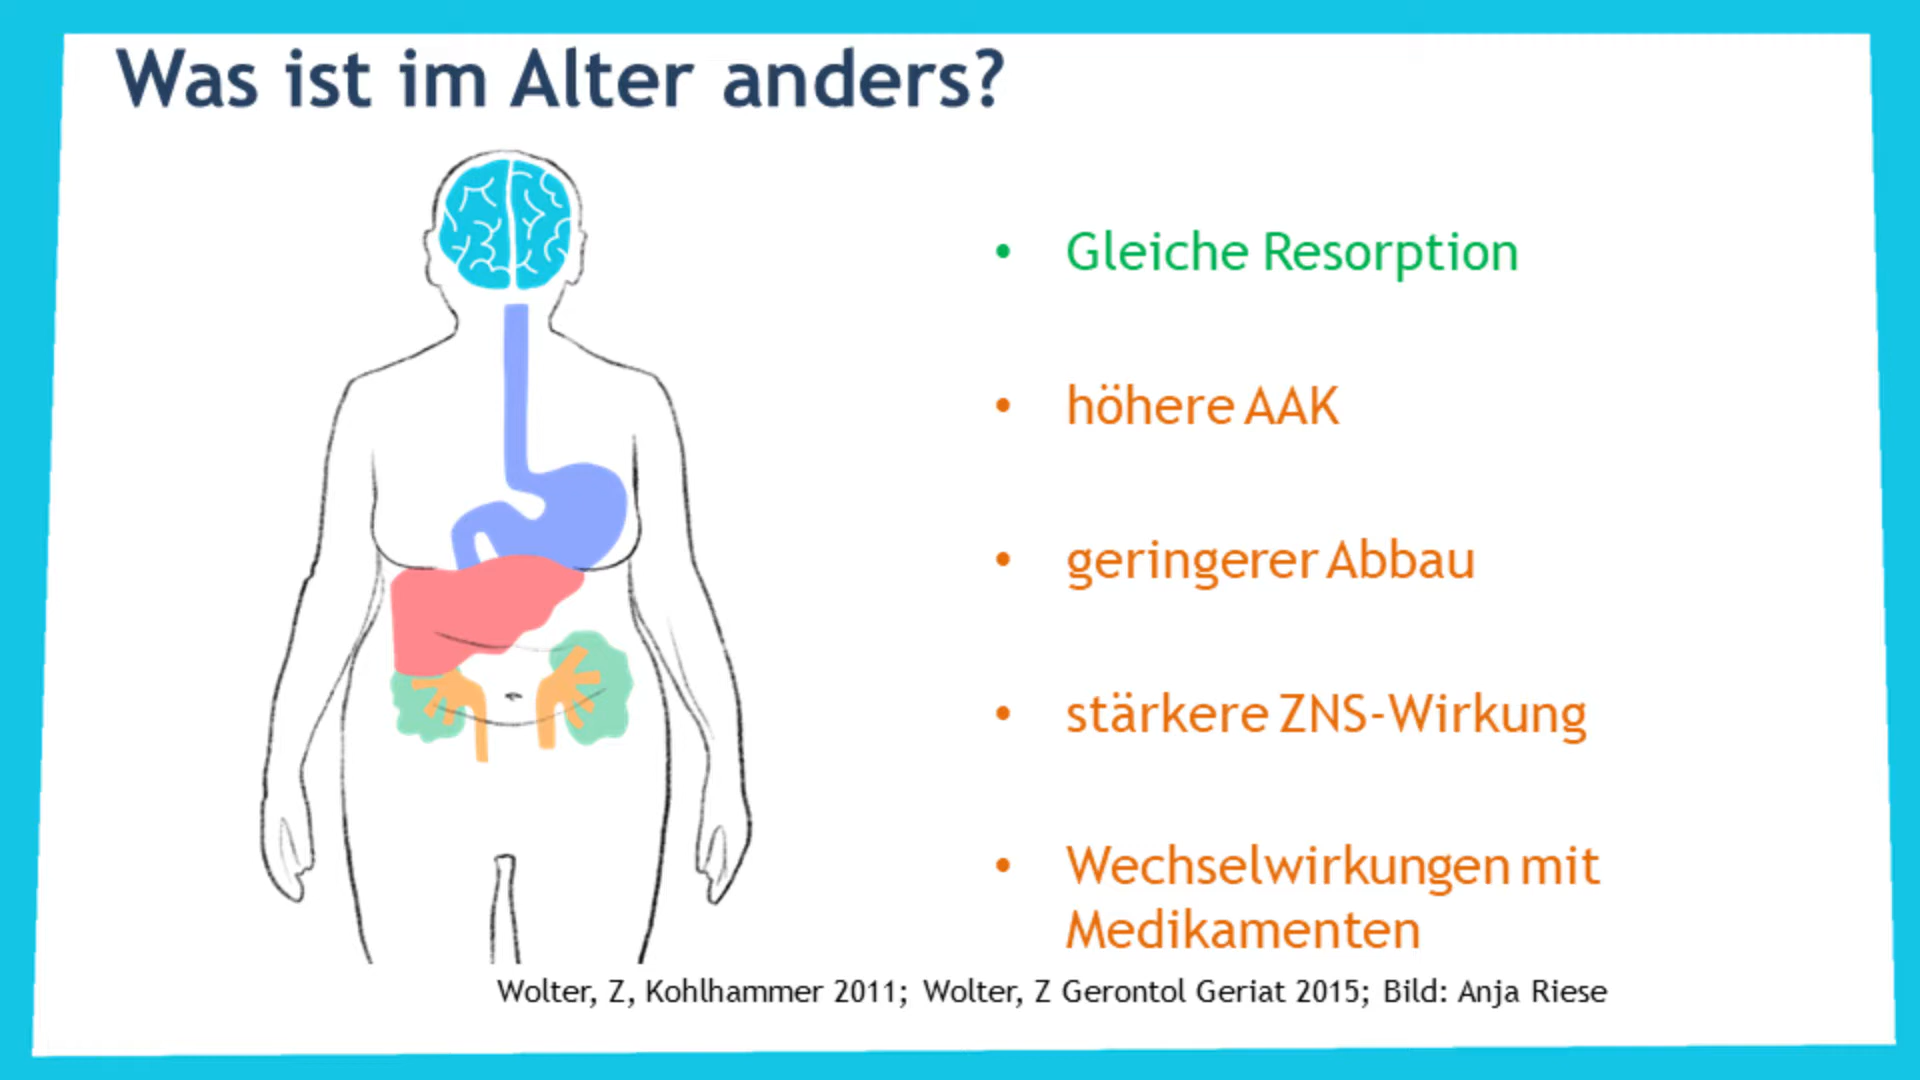 Was ist im Alter anders?
• Gleiche Resorption
• höhere AAK
• geringerer Abbau
• stärkere ZNS-Wirkung
• Wechselwirkungen mit
Medikamenten
Wolter, Z, Kohlhammer 2011; Wolter, Z Gerontol Geriat 2015; Bild: Anja Riese